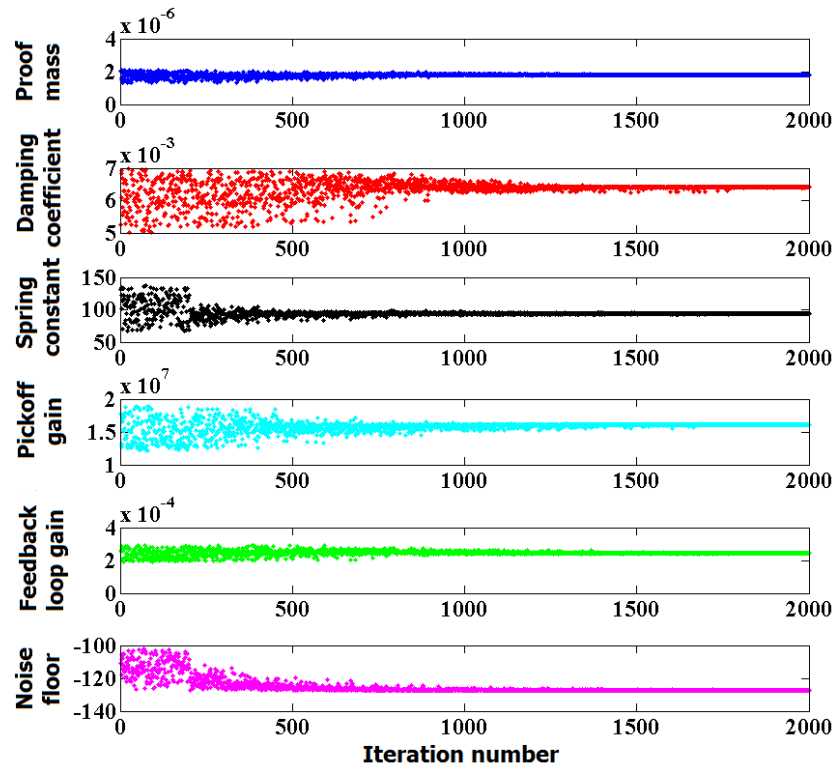 x 10-6
Proof mass
4
2
0
0 500 1000 1500 2000
x 10-3
Damping coefficient
7
6
5
0 500 1000 1500 2000
Spring constant
150
100
50
0 500 1000 1500 2000
x 107
Pickoff gain
2
1.5
1
0 500 1000 1500 2000
x 10-4
Feedback loop gain
4
2
0
0 500 1000 1500 2000
Noise floor
-100
-120
-140
0 500 1000 1500 2000
Iteration number